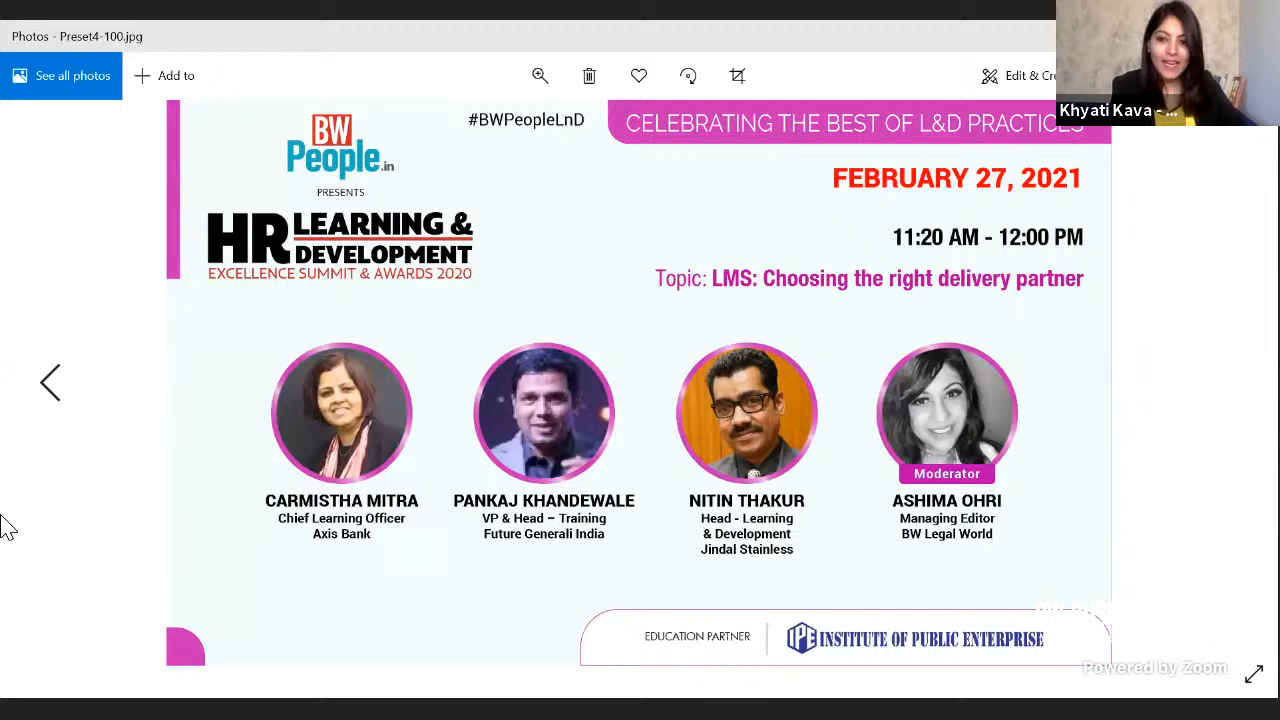 Photos - Preset4-100.jpg
See all photos
Add to
Edit & Cre
Khyati Kava - ...
BW
People.in
PRESENTS
#BWPeopleLnD
CELEBRATING THE BEST OF L&D PRACTICES
HR LEARNING &
DEVELOPMENT
EXCELLENCE SUMMIT & AWARDS 2020
FEBRUARY 27, 2021
11:20 AM - 12:00 PM
Topic: LMS: Choosing the right delivery partner
Moderator
CARMISTHA MITRA
Chief Learning Officer
Axis Bank
PANKAJ KHANDEWALE
VP & Head – Training
Future Generali India
NITIN THAKUR
Head - Learning
& Development
Jindal Stainless
ASHIMA OHRI
Managing Editor
BW Legal World
EDUCATION PARTNER
IPE INSTITUTE OF PUBLIC ENTERPRISE
Powered by Zoom